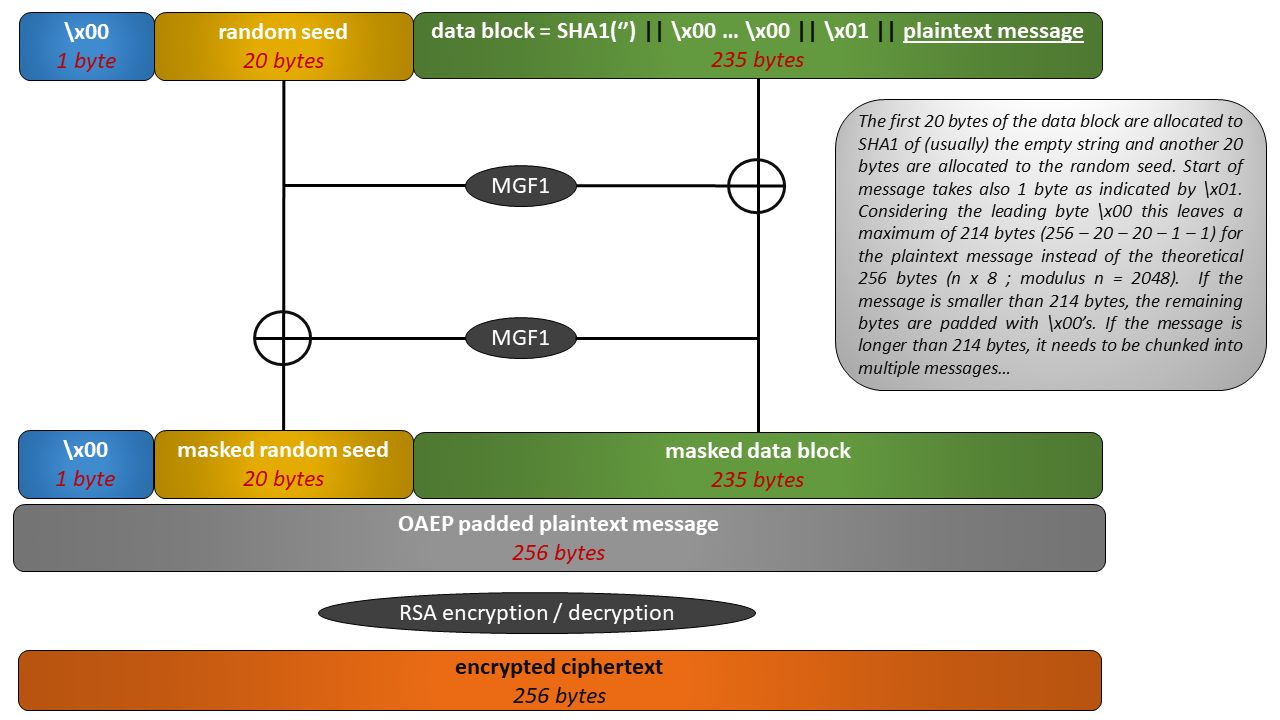 \x00
1 byte
random seed
20 bytes
data block = SHA1(‘’) || \x00 … \x00 || \x01 || plaintext message
235 bytes
MGF1
The first 20 bytes of the data block are allocated to
SHA1 of (usually) the empty string and another 20
bytes are allocated to the random seed. Start of
message takes also 1 byte as indicated by \x01.
Considering the leading byte \x00 this leaves a
maximum of 214 bytes (256 – 20 – 20 – 1 – 1) for
the plaintext message instead of the theoretical
256 bytes (n x 8 ; modulus n = 2048).  If the
message is smaller than 214 bytes, the remaining
bytes are padded with \x00’s. If the message is
longer than 214 bytes, it needs to be chunked into
multiple messages…
MGF1
\x00
1 byte
masked random seed
20 bytes
masked data block
235 bytes
OAEP padded plaintext message
256 bytes
RSA encryption / decryption
encrypted ciphertext
256 bytes